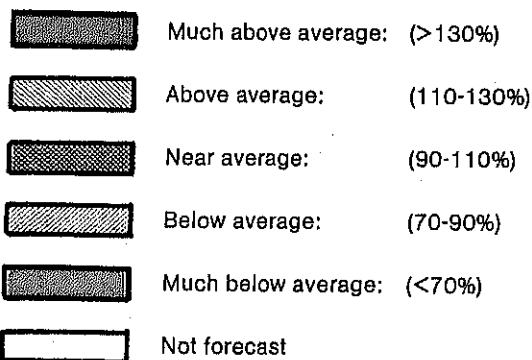 Much above average: (>130%)
Above average: (110-130%)
Near average: (90-110%)
Below average: (70-90%)
Much below average: (<70%)
Not forecast